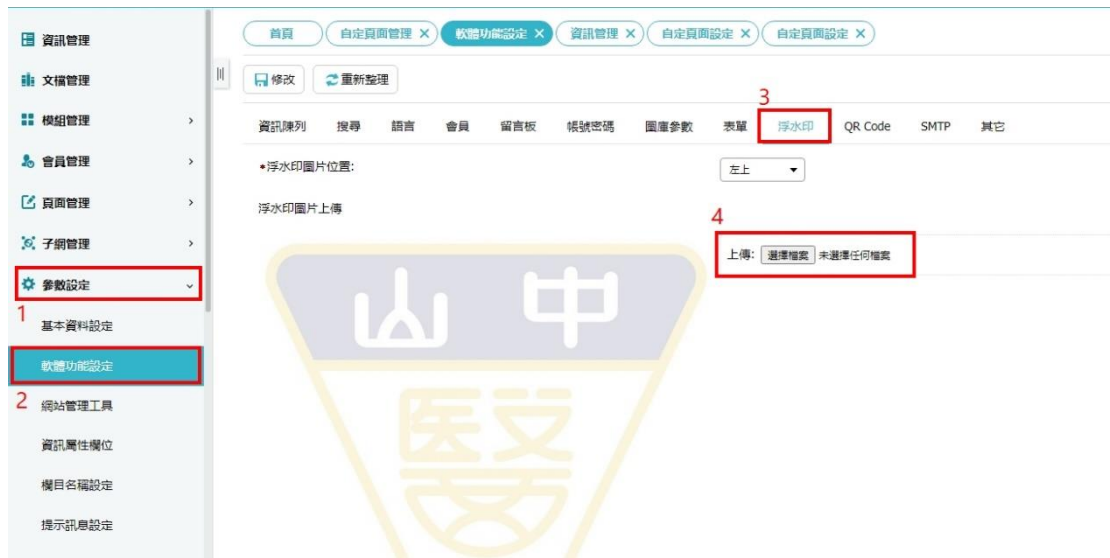 資訊管理
文檔管理
模組管理
會員管理
頁面管理
子網管理
參數設定
1
基本資料設定
軟體功能設定
2
網站管理工具
資訊屬性欄位
欄目名稱設定
提示訊息設定
首頁 自定頁面管理 X 軟體功能設定 X 資訊管理 X 自定頁面設定 X 自定頁面設定 X
修改 重新整理
3
資訊陳列 搜尋 語言 會員 留言板 帳號密碼 圖庫參數 表單 浮水印 QR Code SMTP 其它
*浮水印圖片位置: 左上
浮水印圖片上傳
4
上傳: 選擇檔案 未選擇任何檔案
山中
醫